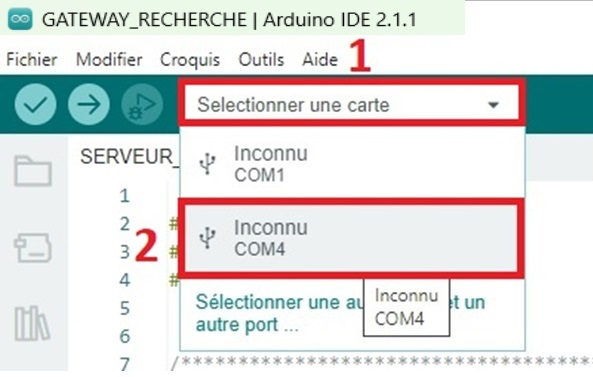 GATEWAY_RECHERCHE | Arduino IDE 2.1.1
Fichier Modifier Croquis Outils Aide 1
Selectionner une carte
SERVEUR_
Inconnu
COM1
1
2 #
Inconnu
COM4
2
3 #
4 #
Inconnu
COM4
Sélectionner une au et un
autre port ...
5
6
7 /****************************************